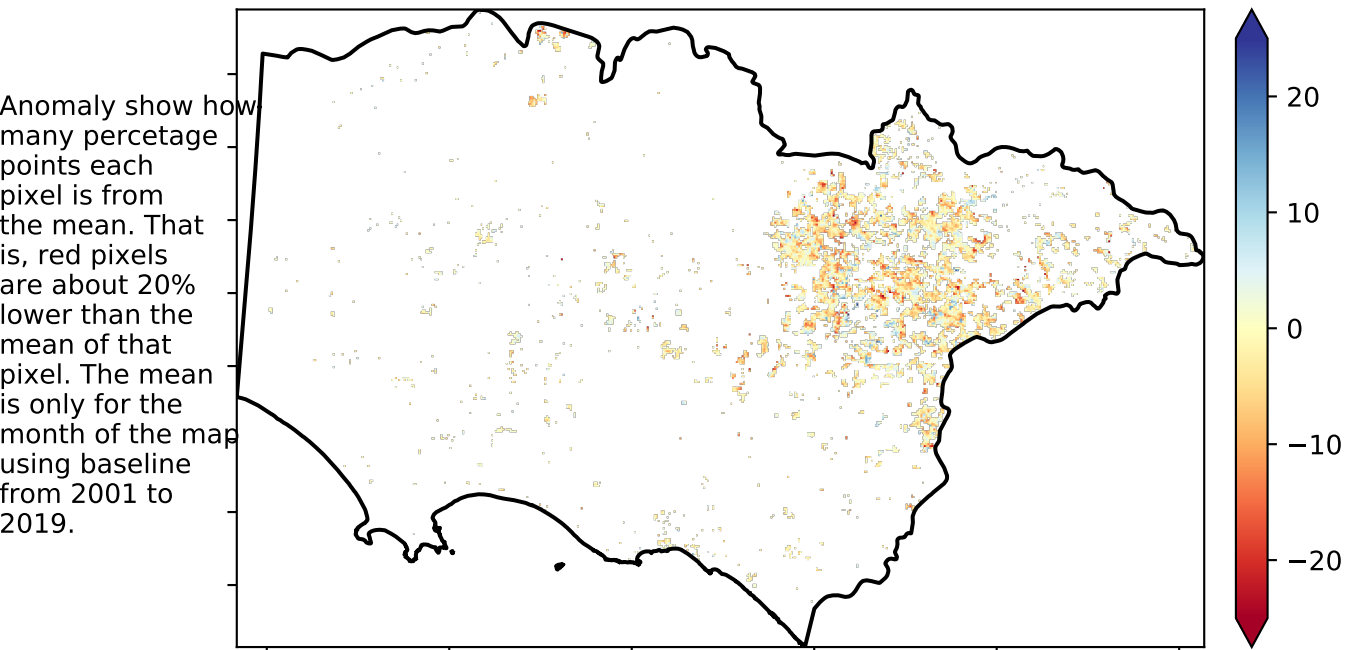 Anomaly show how
many percetage
points each
pixel is from
the mean. That
is, red pixels
are about 20%
lower than the
mean of that
pixel. The mean
is only for the
month of the map
using baseline
from 2001 to
2019.
20
10
0
−10
−20